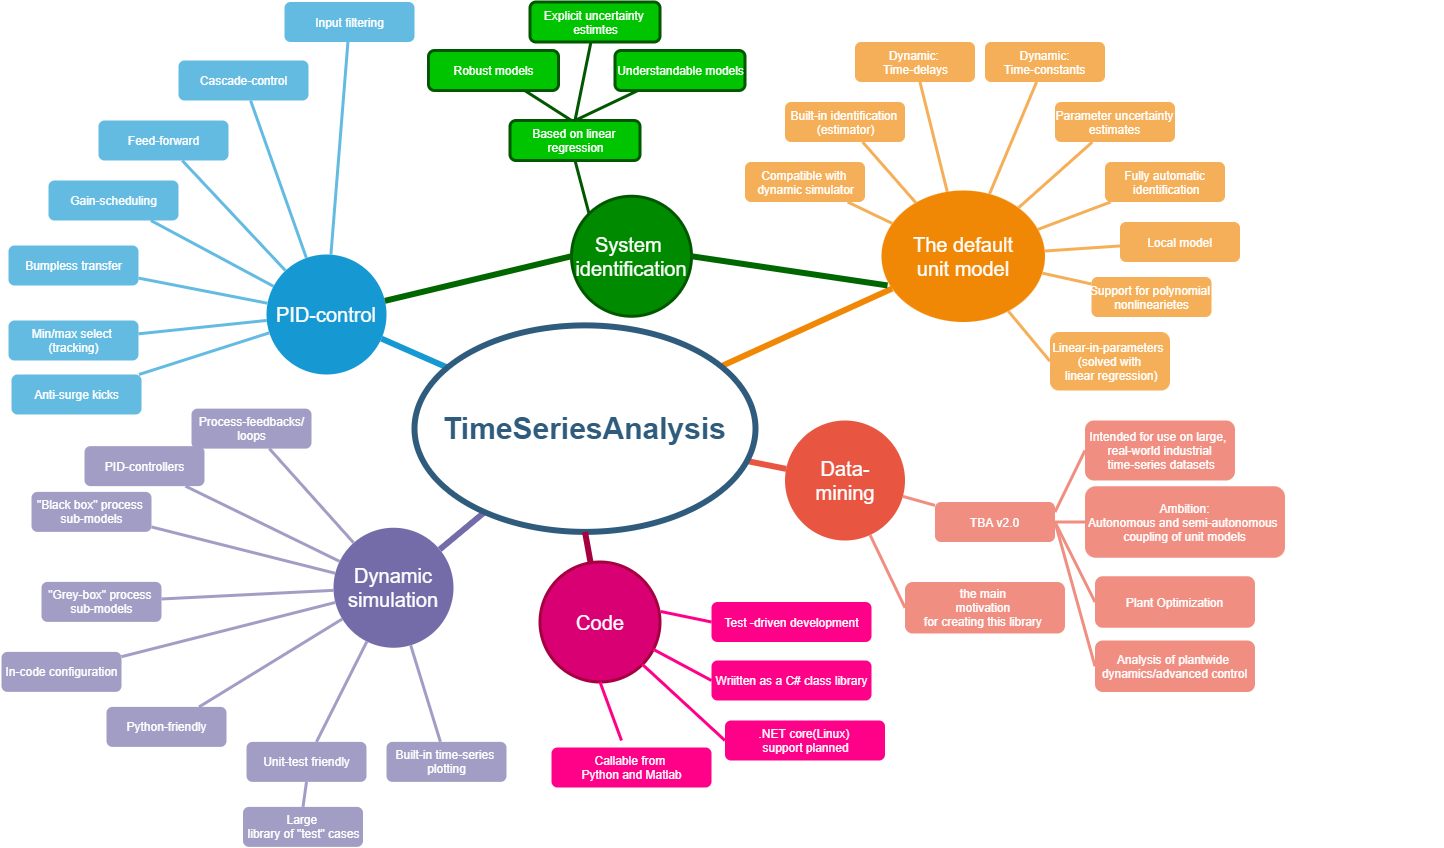 Input filtering
Cascade-control
Feed-forward
Gain-scheduling
Bumpless transfer
Min/max select
(tracking)
Anti-surge kicks
PID-control
Explicit uncertainty
estimtes
Robust models
Understandable models
Based on linear
regression
System
identification
Dynamic:
Time-delays
Dynamic:
Time-constants
Built-in identification
(estimator)
Parameter uncertainty
estimates
Compatible with
dynamic simulator
Fully automatic
identification
The default
unit model
Local model
Support for polynomial
nonlinearietes
Linear-in-parameters
(solved with
linear regression)
TimeSeriesAnalysis
Process-feedbacks/
loops
PID-controllers
"Black box" process
sub-models
"Grey-box" process
sub-models
In-code configuration
Python-friendly
Unit-test friendly
Built-in time-series
plotting
Large
library of "test" cases
Dynamic
simulation
Code
Test -driven development
Wriitten as a C# class library
.NET core(Linux)
support planned
Callable from
Python and Matlab
Data-
mining
TBA v2.0
Intended for use on large,
real-world industrial
time-series datasets
Ambition:
Autonomous and semi-autonomous
coupling of unit models
Plant Optimization
Analysis of plantwide
dynamics/advanced control
the main
motivation
for creating this library